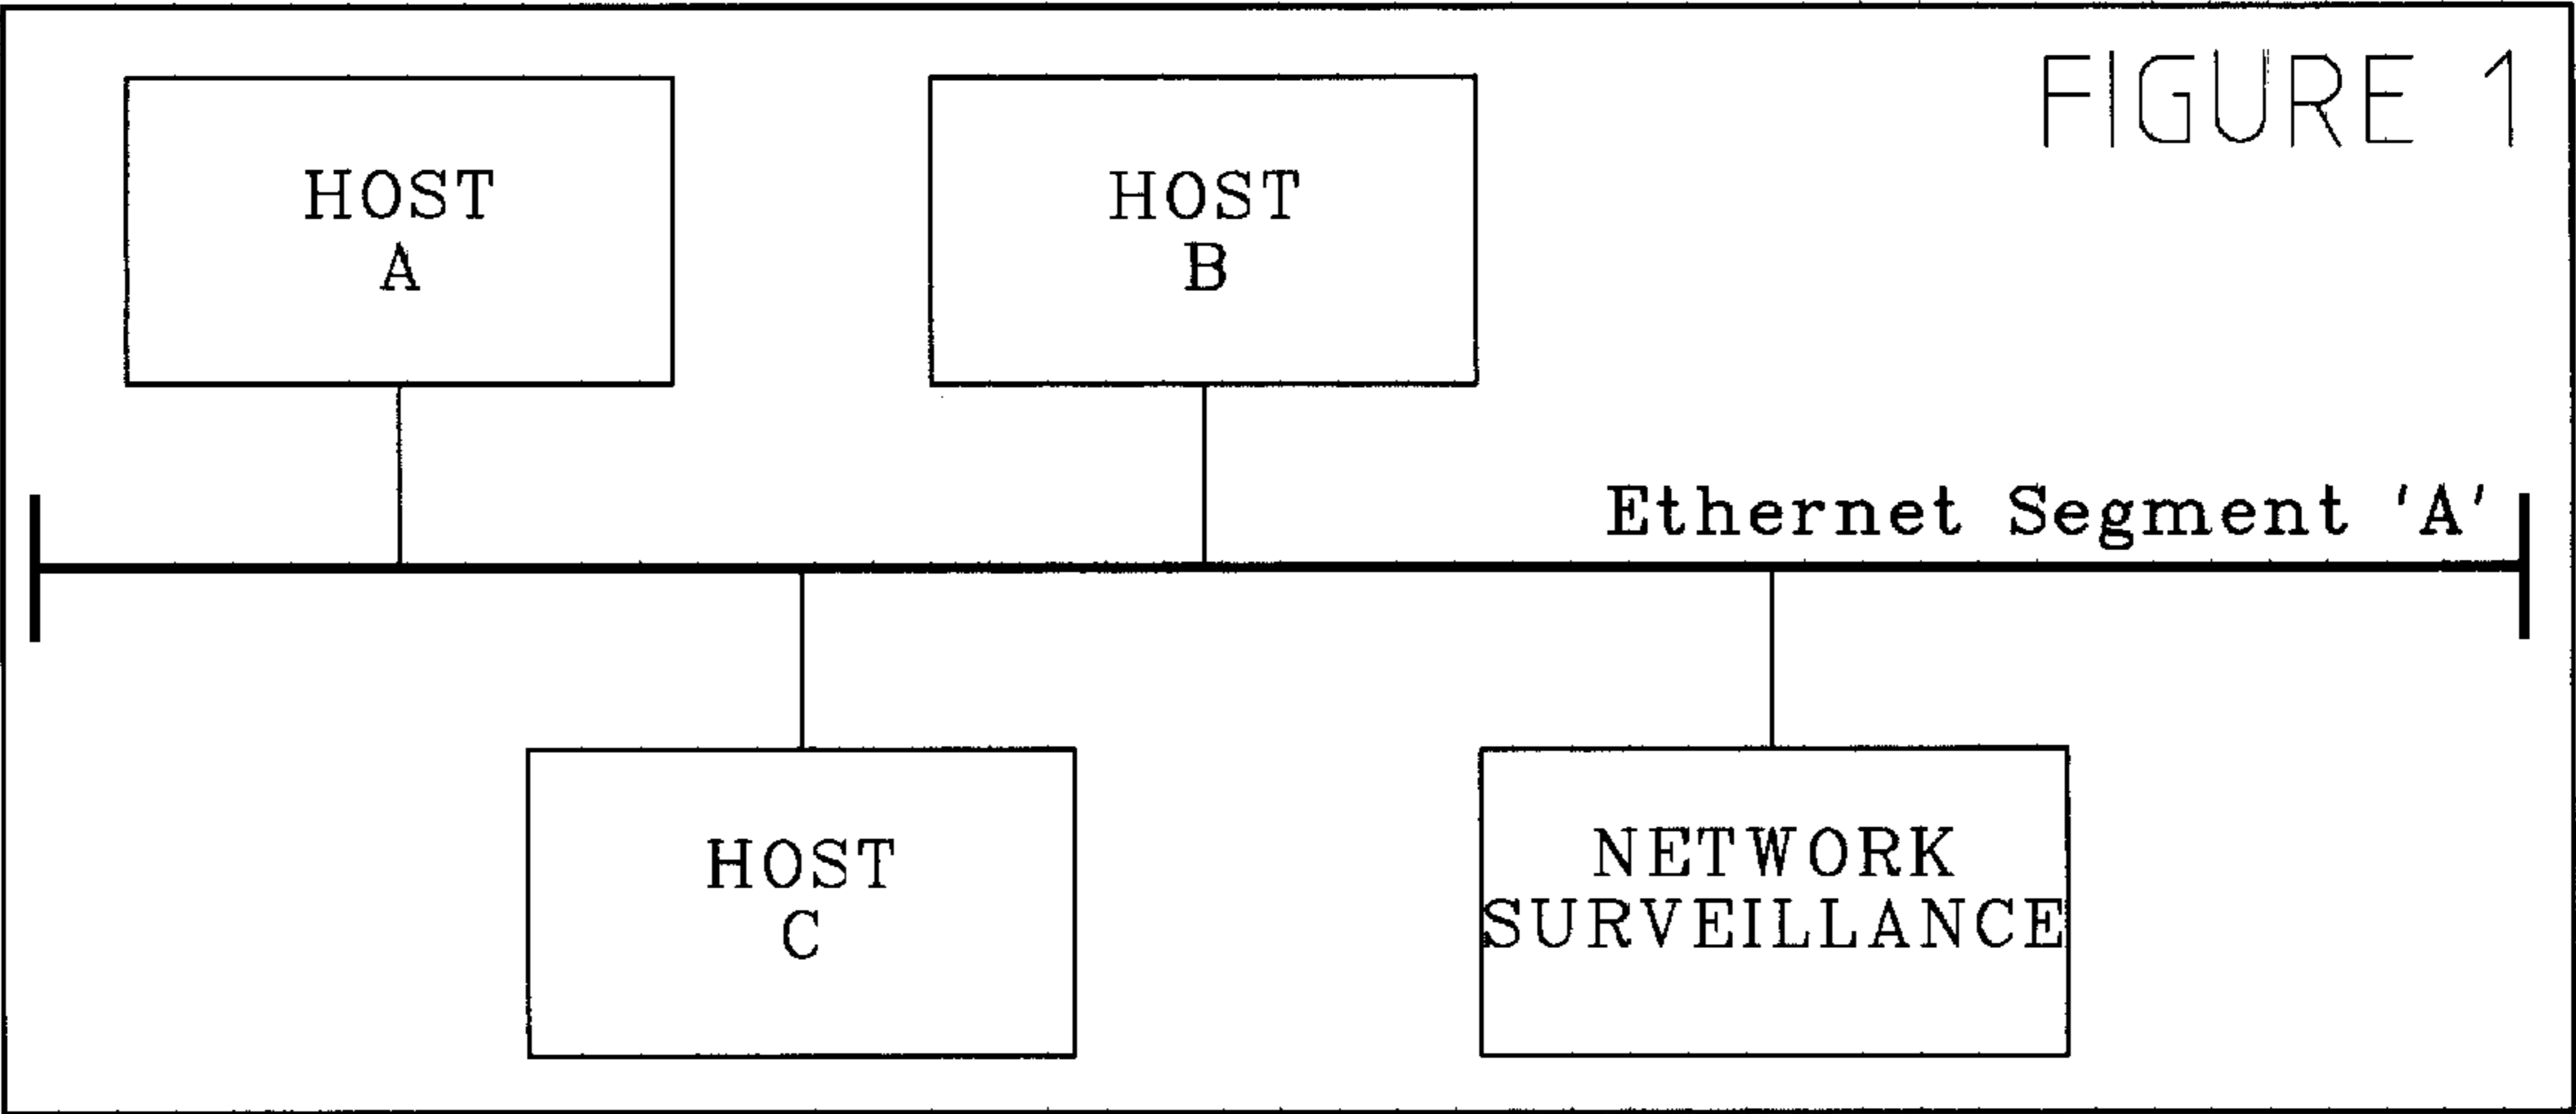 FIGURE 1
HOST
A
HOST
B
Ethernet Segment 'A'
HOST
C
NETWORK
SURVEILLANCE